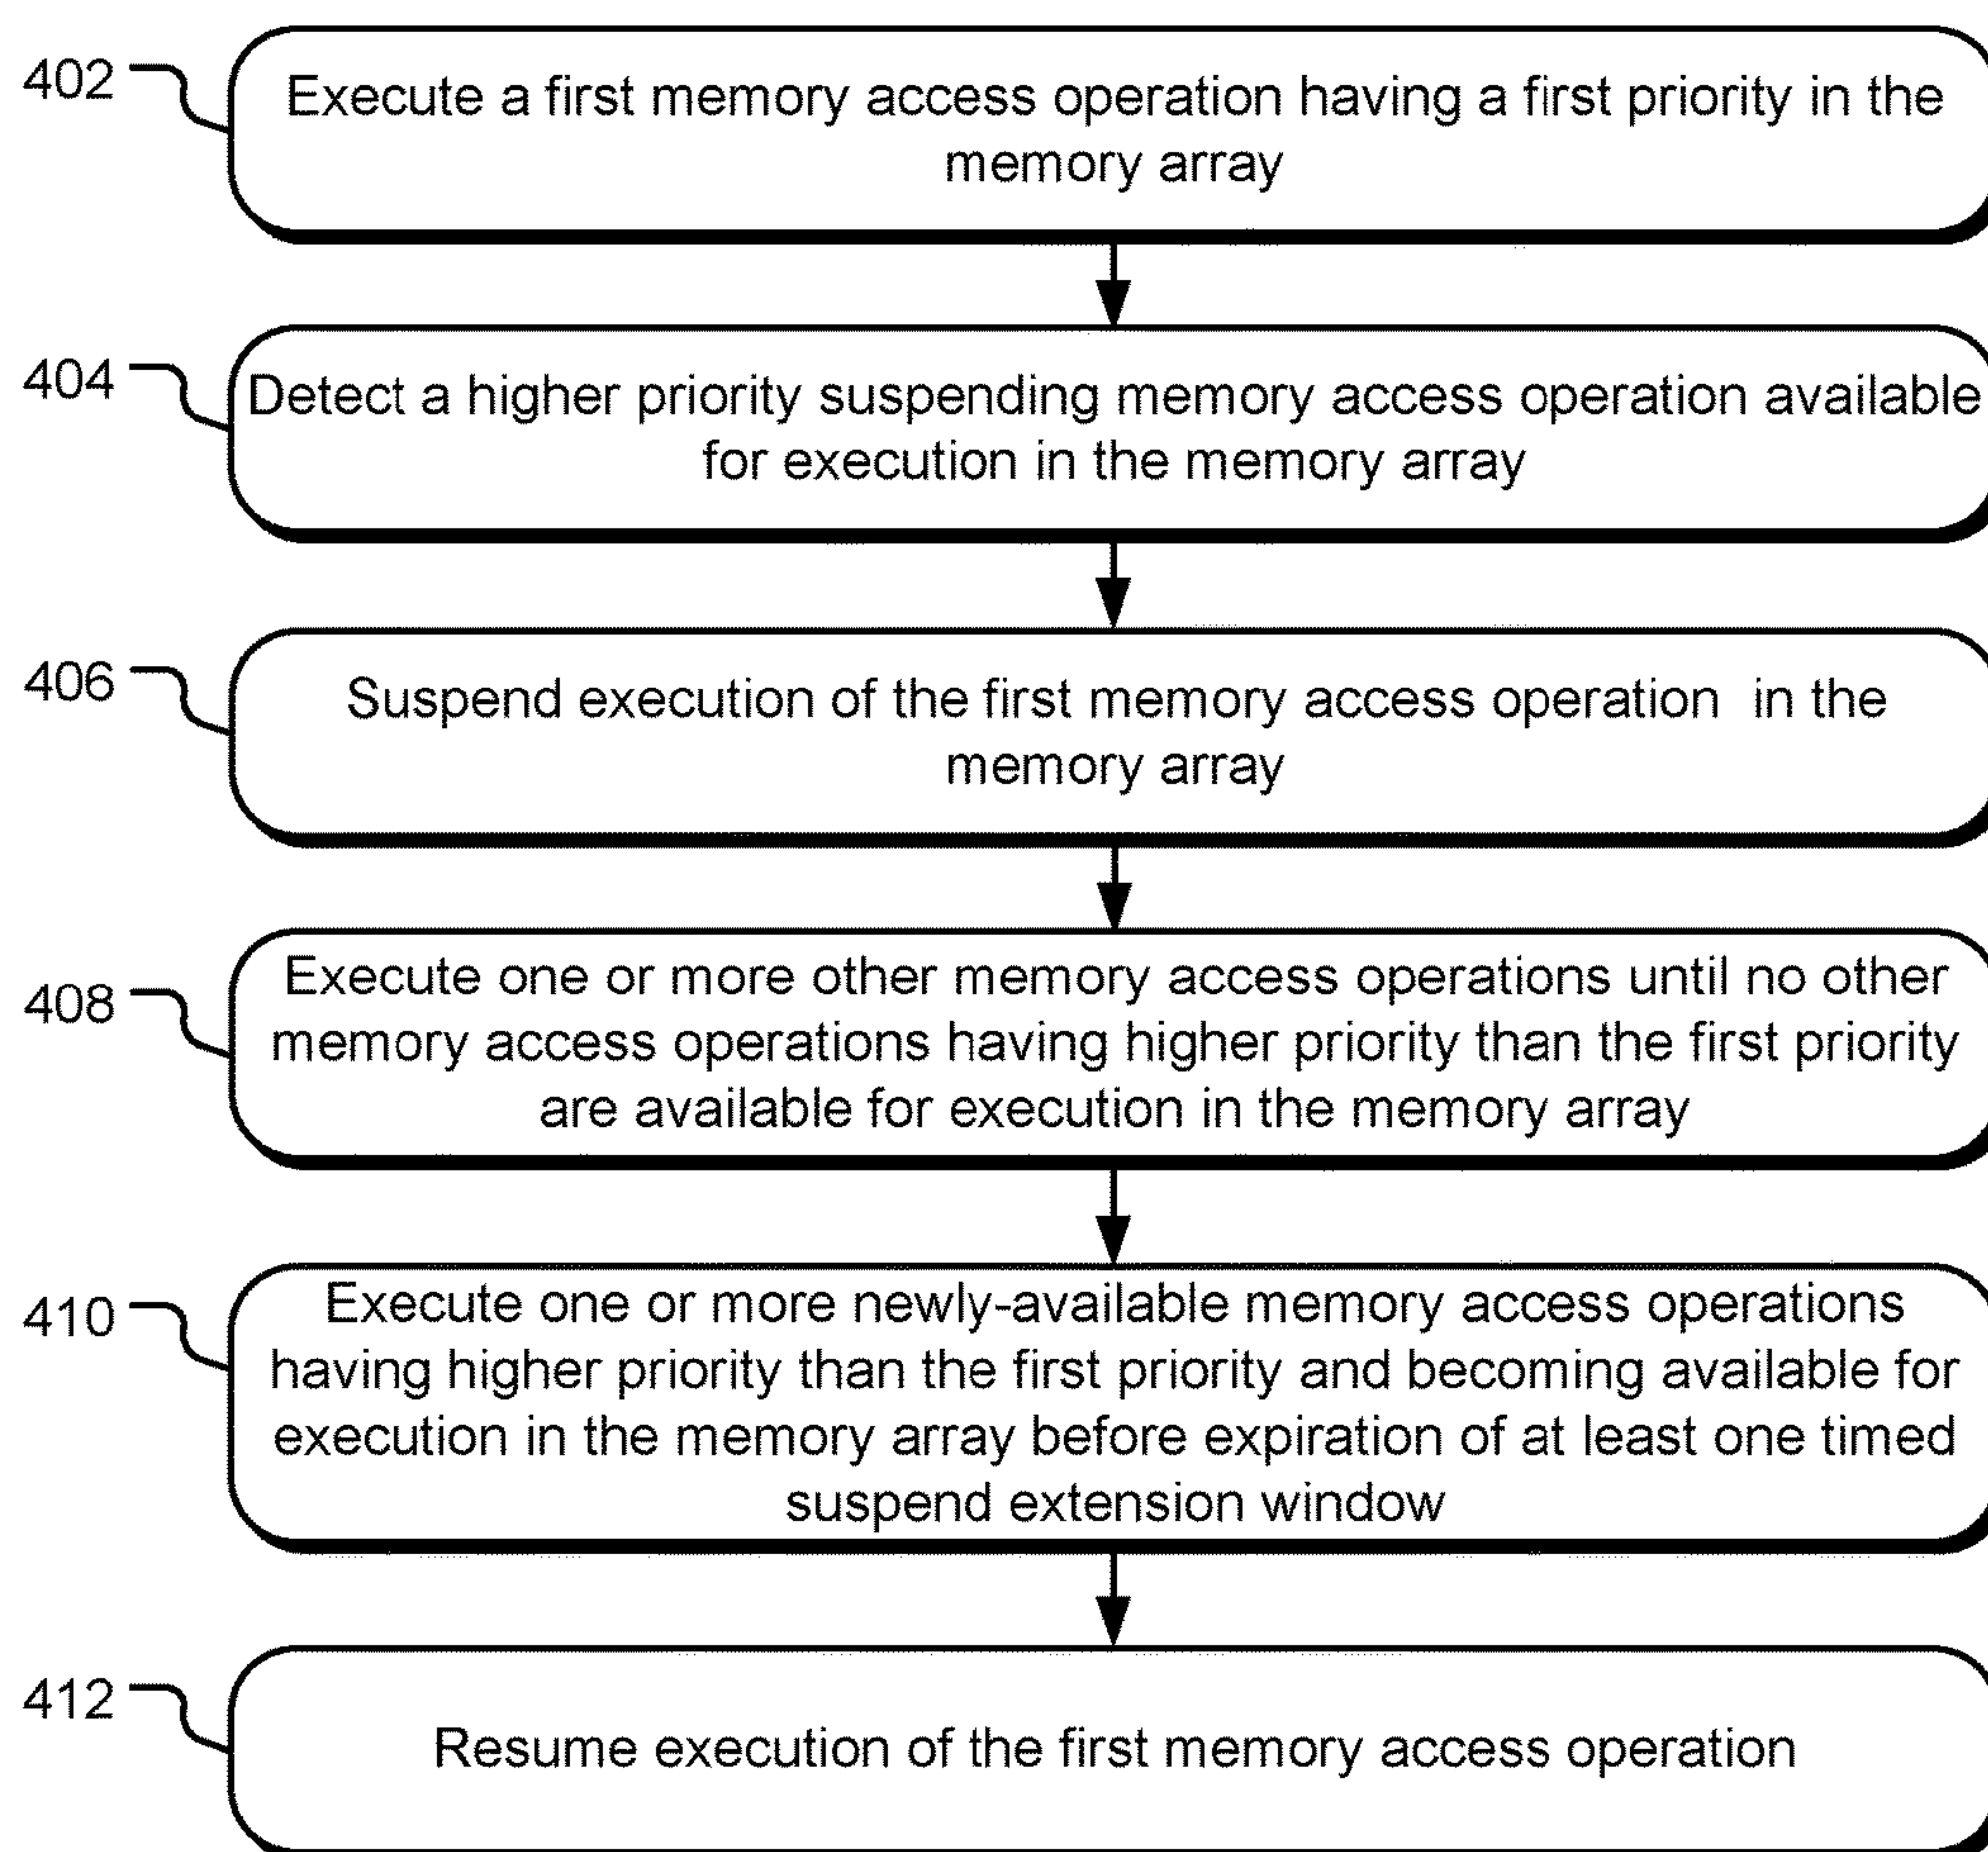 402
Execute a first memory access operation having a first priority in the
memory array
404
Detect a higher priority suspending memory access operation available
for execution in the memory array
406
Suspend execution of the first memory access operation in the
memory array
408
Execute one or more other memory access operations until no other
memory access operations having higher priority than the first priority
are available for execution in the memory array
410
Execute one or more newly-available memory access operations
having higher priority than the first priority and becoming available for
execution in the memory array before expiration of at least one timed
suspend extension window
412
Resume execution of the first memory access operation